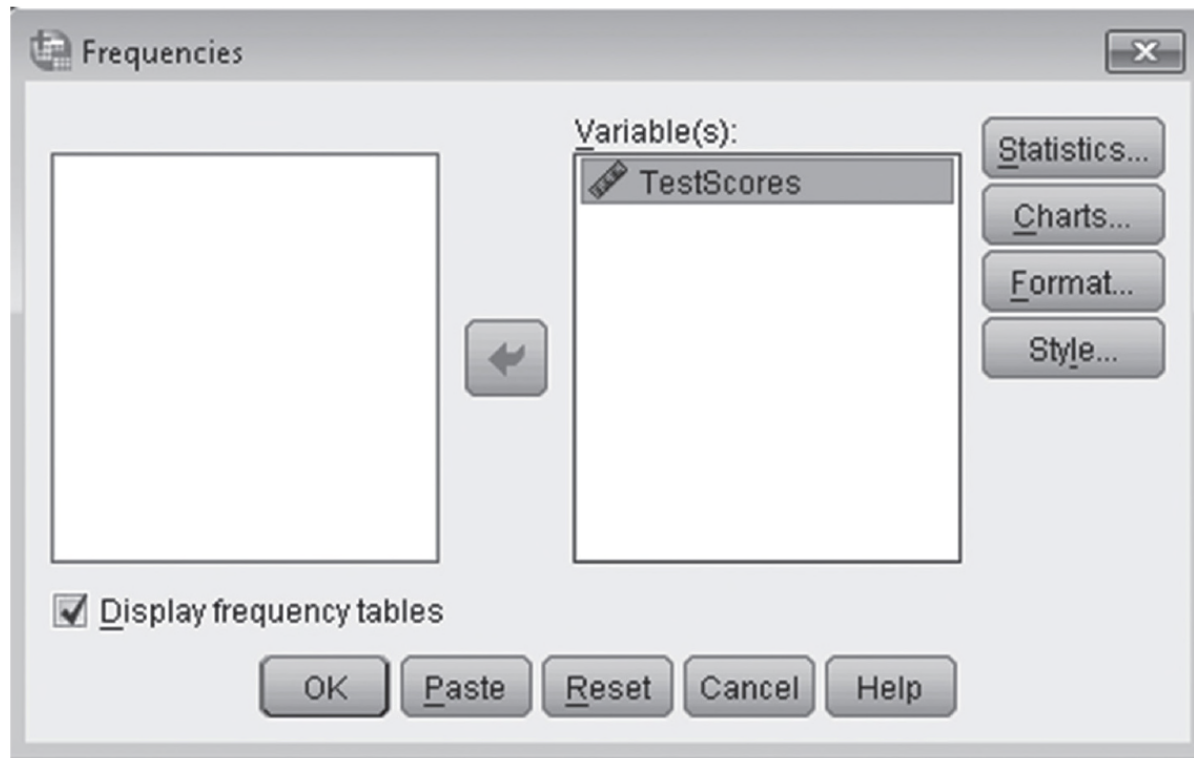 Frequencies
Variable(s):
TestScores
Statistics...
Charts...
Format...
Style...
Display frequency tables
OK
Paste
Reset
Cancel
Help